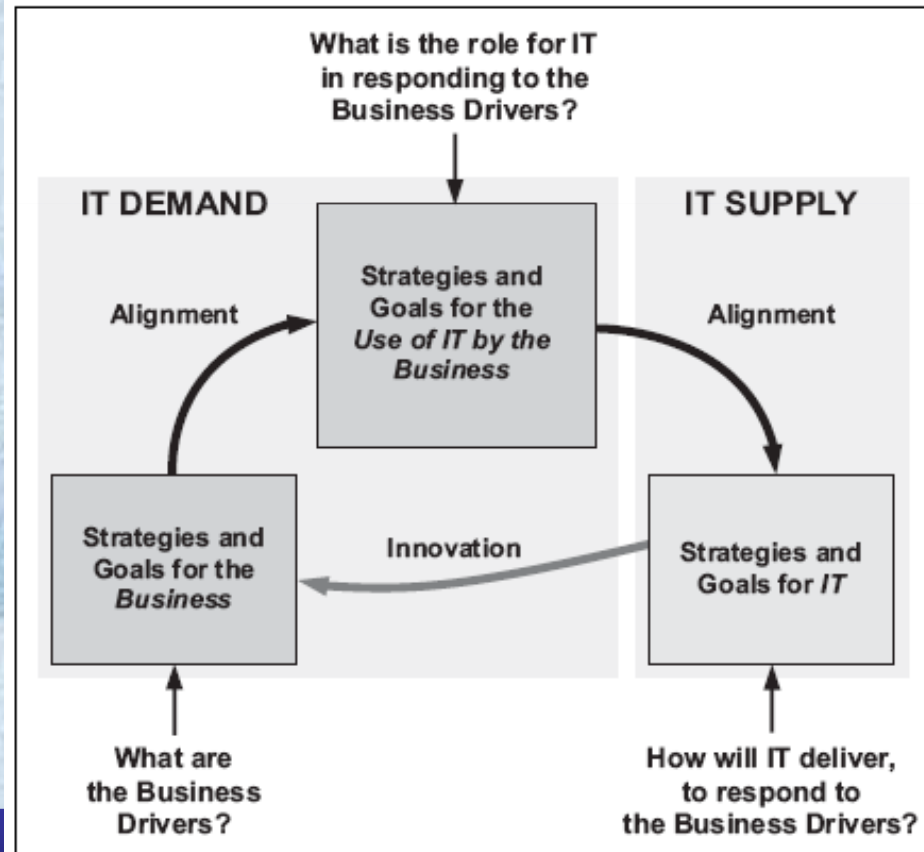 What is the role for IT
in responding to the
Business Drivers?
IT DEMAND
IT SUPPLY
Strategies and
Goals for the
Use of IT by the
Business
Alignment
Alignment
Strategies and
Goals for the
Business
Innovation
Strategies and
Goals for IT
What are
the Business
Drivers?
How will IT deliver,
to respond to
the Business Drivers?